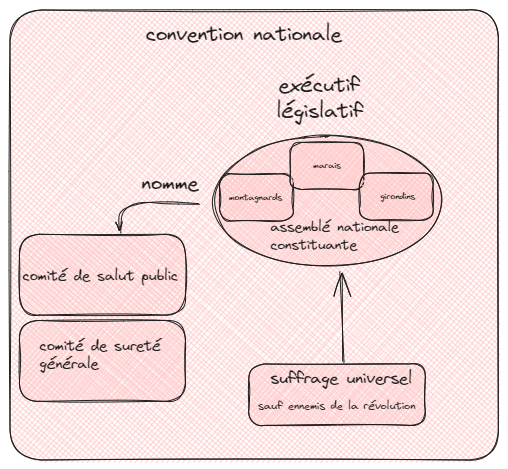 convention nationale
exécutif
législatif
marais
montagnards
girondins
assemblé nationale
constituante
nomme
comité de salut public
comité de sureté
générale
suffrage universel
sauf ennemis de la révolution